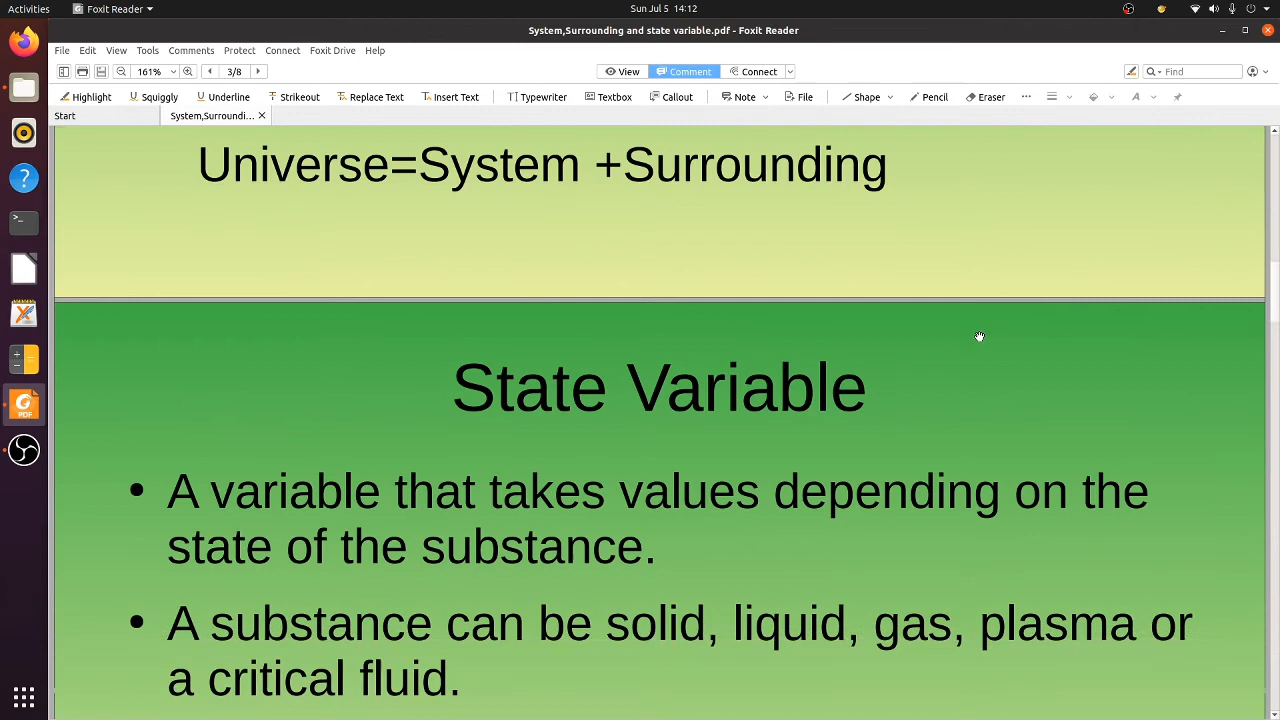 Activities Foxit Reader Sun Jul 5 14:12
System,Surrounding and state variable.pdf - Foxit Reader
File Edit View Tools Comments Protect Connect Foxit Drive Help
161% 3/8 View Comment Connect Find
Highlight Squiggly Underline Strikeout Replace Text Insert Text Typewriter Textbox Callout Note File Shape Pencil Eraser
Start System,Surroundi...
Universe=System +Surrounding
State Variable
• A variable that takes values depending on the
state of the substance.
• A substance can be solid, liquid, gas, plasma or
a critical fluid.
PDF